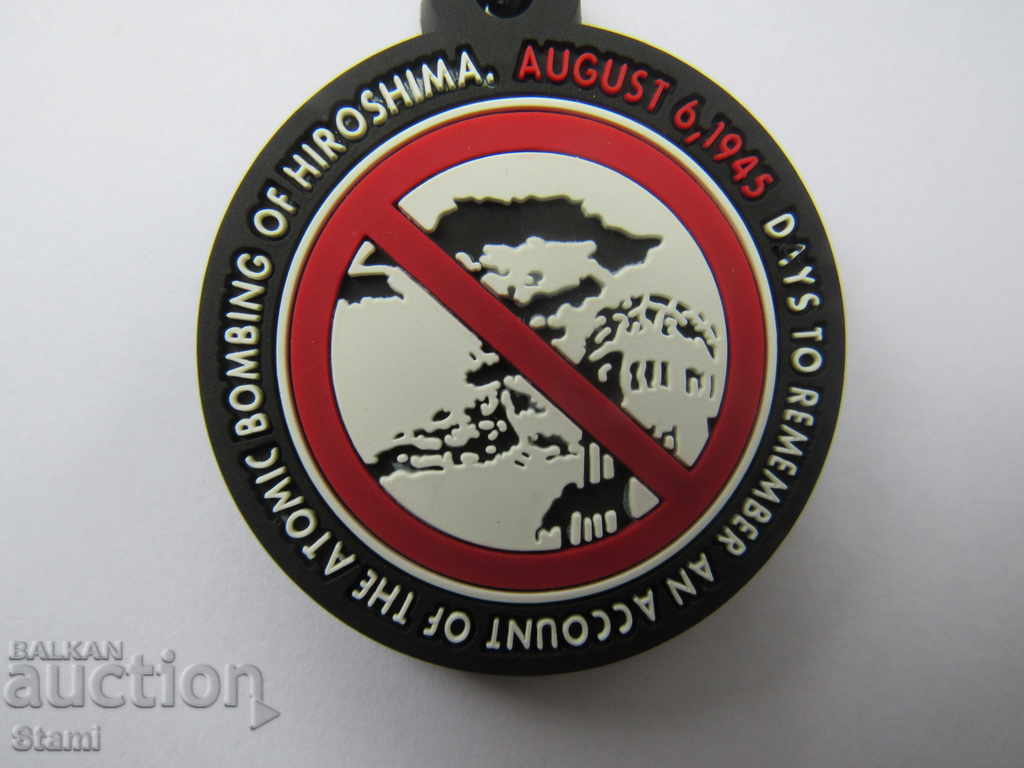 AUGUST 6,1945 DAYS TO REMEMBER AN ACCOUNT OF THE ATOMIC BOMBING OF HIROSHIMA.
BALKAN
auction
Stami